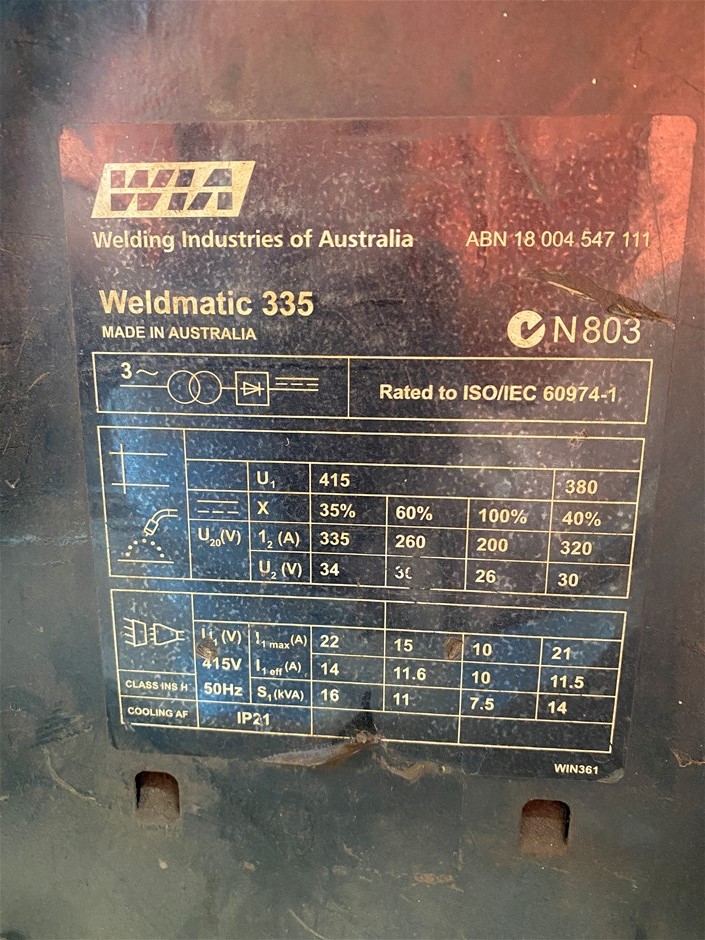 WIA
Welding Industries of Australia ABN 18 004 547 111
Weldmatic 335
MADE IN AUSTRALIA
N803
3~
Rated to ISO/IEC 60974-1
U1 415 380
X 35% 60% 100% 40%
U20(V) I2 (A) 335 260 200 320
U2 (V) 34 26 30
U1 (V) I1 max(A) 22 15 10 21
415V I1 eff (A) 14 11.6 10 11.5
CLASS INS H 50Hz S1(kVA) 16 11 7.5 14
COOLING AF IP21
WIN361